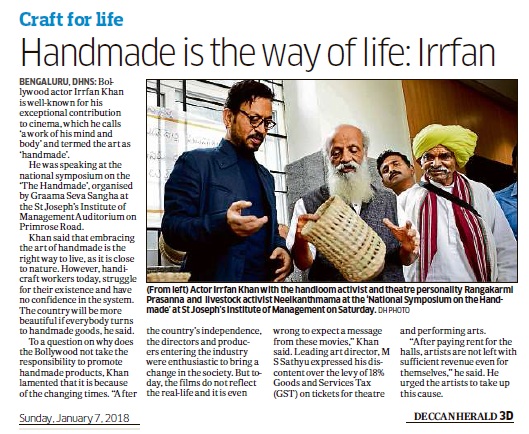 Craft for life
Handmade is the way of life: Irrfan
BENGALURU, DHNS: Bol-
lywood actor Irrfan Khan
is well-known for his
exceptional contribution
to cinema, which he calls
‘a work of his mind and
body’ and termed the art as
‘handmade’.
He was speaking at the
national symposium on the
‘The Handmade’, organised
by Graama Seva Sangha at
the St Joseph's Institute of
Management Auditorium on
Primrose Road.
Khan said that embracing
the art of handmade is the
right way to live, as it is close
to nature. However, handi-
craft workers today, struggle
for their existence and have
no confidence in the system.
The country will be more
beautiful if everybody turns
to handmade goods, he said.
To a question on why does
the Bollywood not take the
responsibility to promote
handmade products, Khan
lamented that it is because
of the changing times. “After
(From left) Actor Irrfan Khan with the handloom activist and theatre personality Rangakarmi
Prasanna and livestock activist Neelkanthmama at the 'National Symposium on the Hand-
made' at St Joseph's Institute of Management on Saturday. DH PHOTO
the country's independence,
the directors and produc-
ers entering the industry
were enthusiastic to bring a
change in the society. But to-
day, the films do not reflect
the real-life and it is even
wrong to expect a message
from these movies,” Khan
said. Leading art director, M
S Sathyu expressed his dis-
content over the levy of 18%
Goods and Services Tax
(GST) on tickets for theatre
and performing arts.
“After paying rent for the
halls, artists are not left with
sufficient revenue even for
themselves,” he said. He
urged the artists to take up
this cause.
Sunday, January 7, 2018
DECCAN HERALD 3D